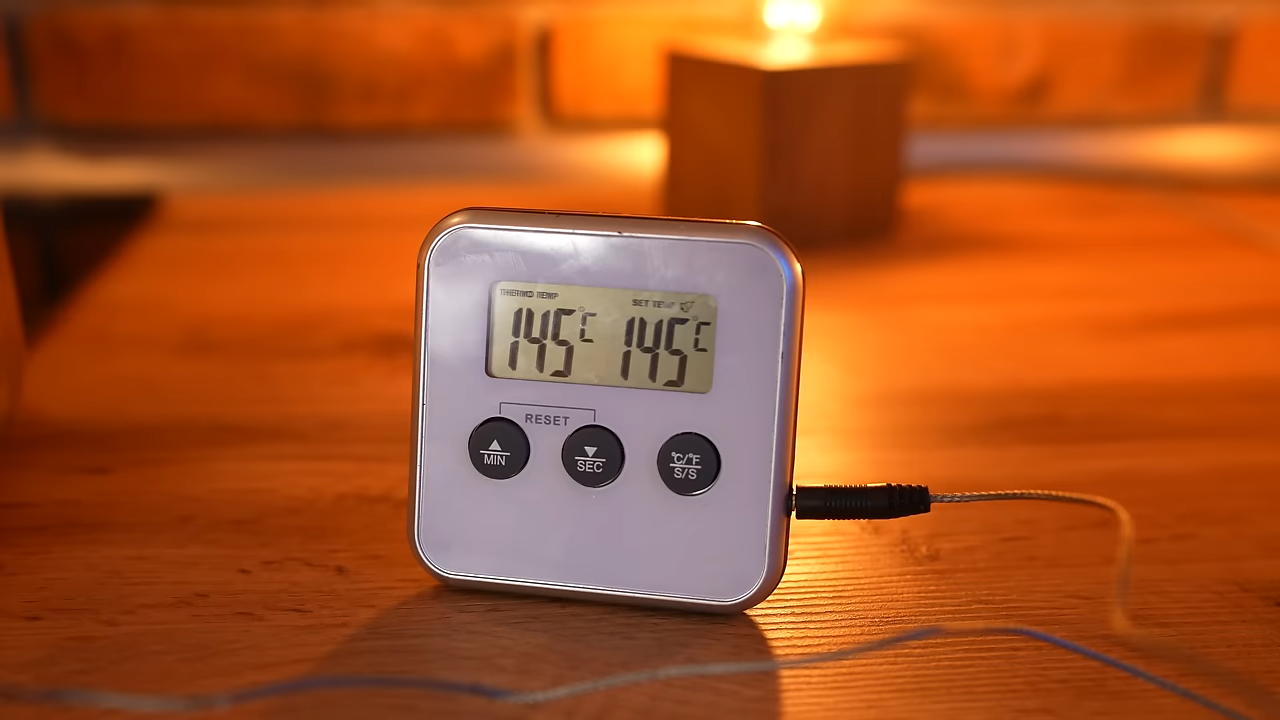 THERMO TEMP SET TEMP
145°C 145°C
RESET
MIN SEC °C/°F
S/S